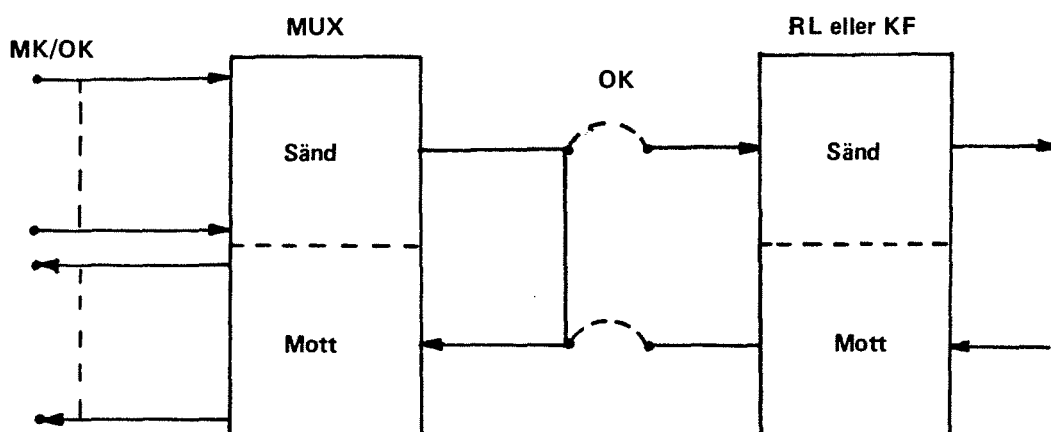 MUX
RL eller KF
MK/OK
OK
Sänd
Sänd
Mott
Mott